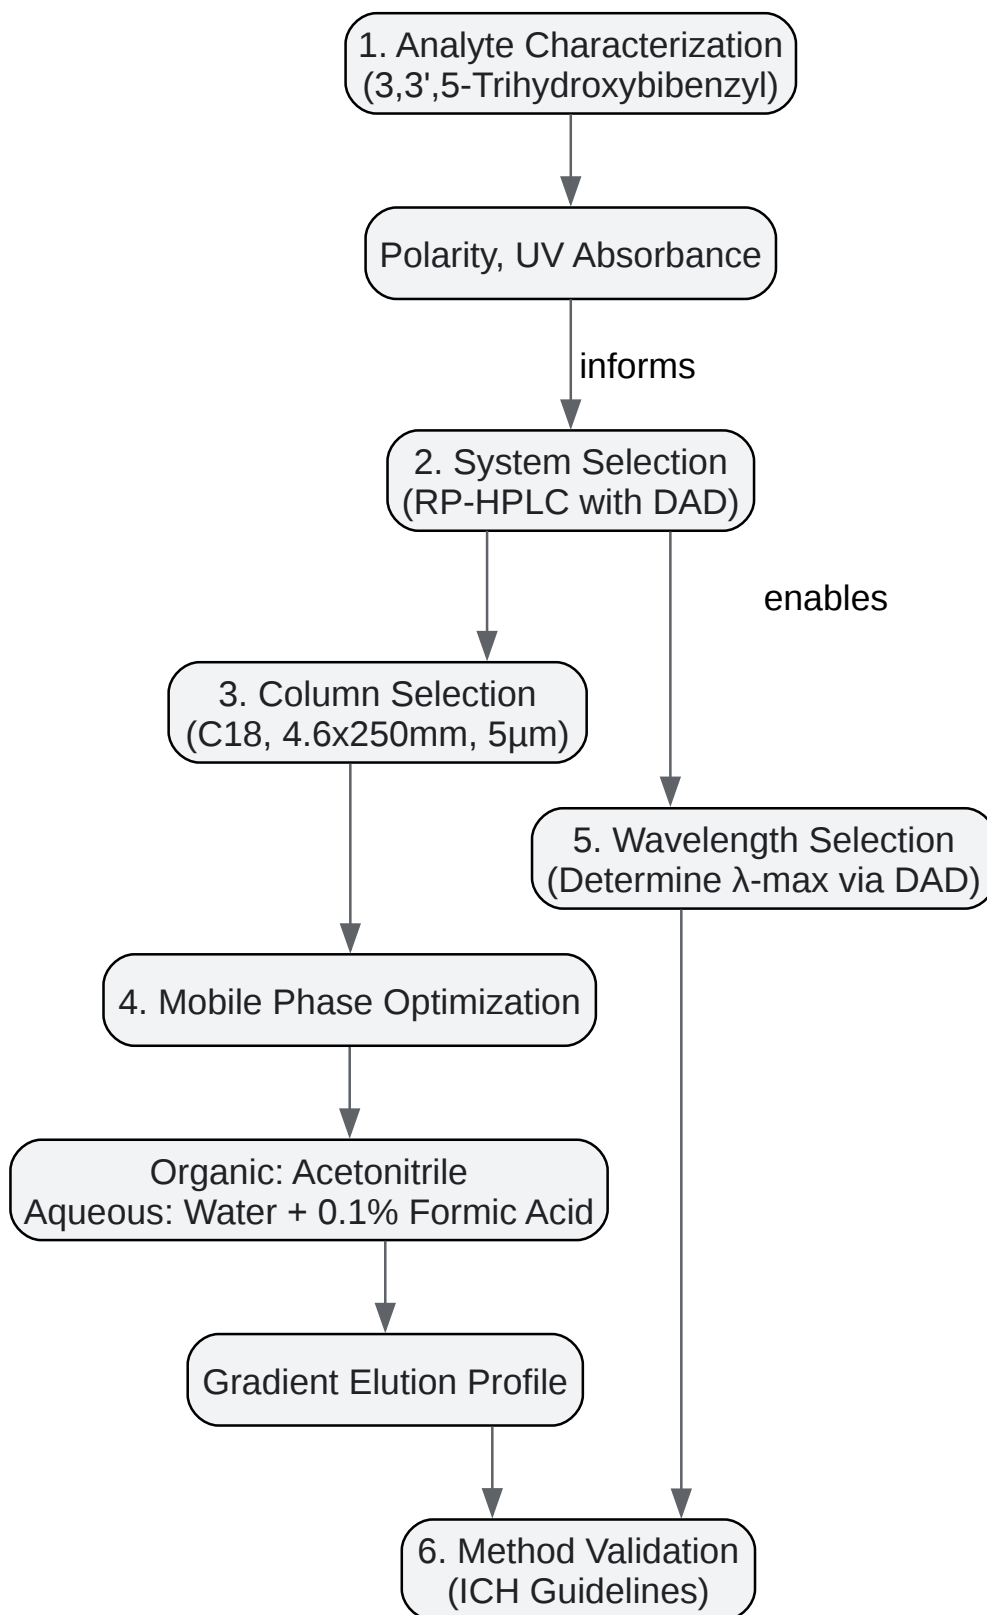 1. Analyte Characterization
(3,3',5-Trihydroxybibenzyl)
Polarity, UV Absorbance
informs
2. System Selection
(RP-HPLC with DAD)
enables
3. Column Selection
(C18, 4.6x250mm, 5µm)
5. Wavelength Selection
(Determine λ-max via DAD)
4. Mobile Phase Optimization
Organic: Acetonitrile
Aqueous: Water + 0.1% Formic Acid
Gradient Elution Profile
6. Method Validation
(ICH Guidelines)